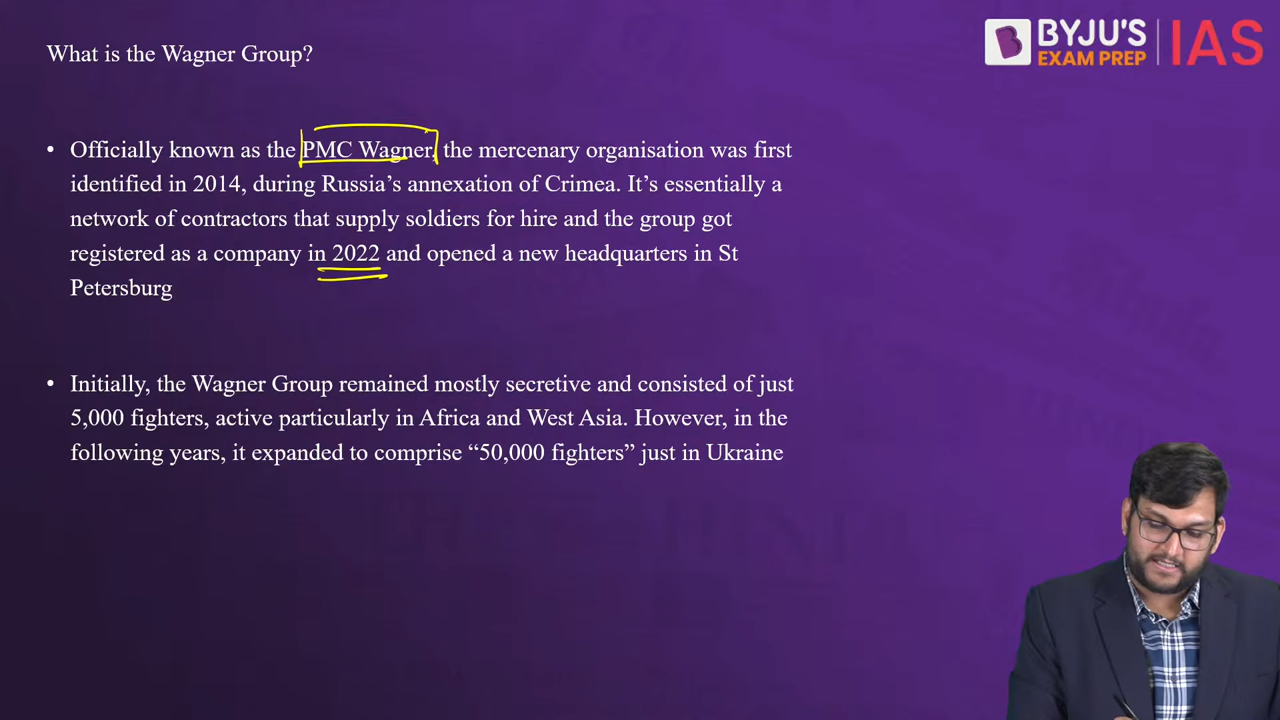 What is the Wagner Group?
BYJU'S
EXAM PREP
IAS
• Officially known as the PMC Wagner, the mercenary organisation was first
identified in 2014, during Russia’s annexation of Crimea. It’s essentially a
network of contractors that supply soldiers for hire and the group got
registered as a company in 2022 and opened a new headquarters in St
Petersburg
• Initially, the Wagner Group remained mostly secretive and consisted of just
5,000 fighters, active particularly in Africa and West Asia. However, in the
following years, it expanded to comprise “50,000 fighters” just in Ukraine